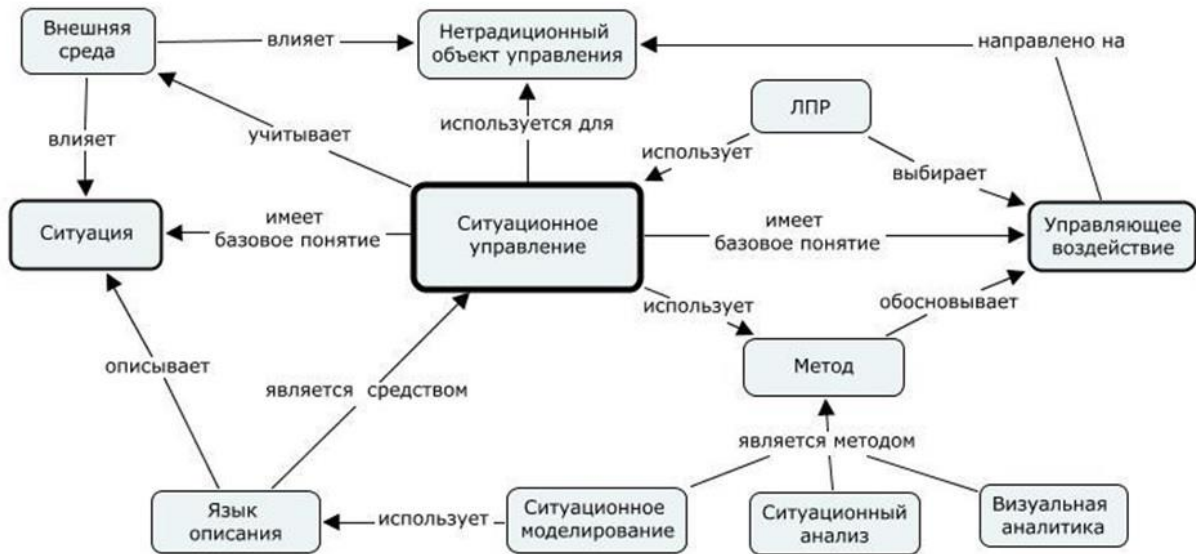 Внешняя
среда
влияет
Нетрадиционный
объект управления
направлено на
ЛПР
влияет
учитывает
используется для
использует
выбирает
Ситуация
имеет
базовое понятие
Ситуационное
управление
имеет
базовое понятие
Управляющее
воздействие
использует
обосновывает
описывает
является средством
Метод
является методом
Язык
описания
использует
Ситуационное
моделирование
Ситуационный
анализ
Визуальная
аналитика